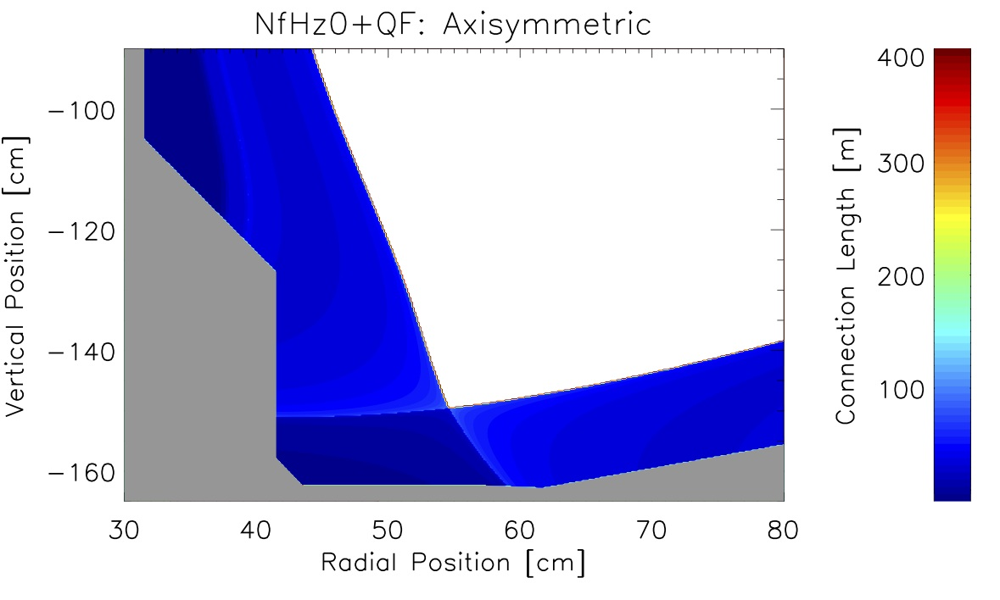 NfHz0+QF: Axisymmetric
Vertical Position [cm]
−100
−120
−140
−160
30 40 50 60 70 80
Radial Position [cm]
Connection Length [m]
400
300
200
100